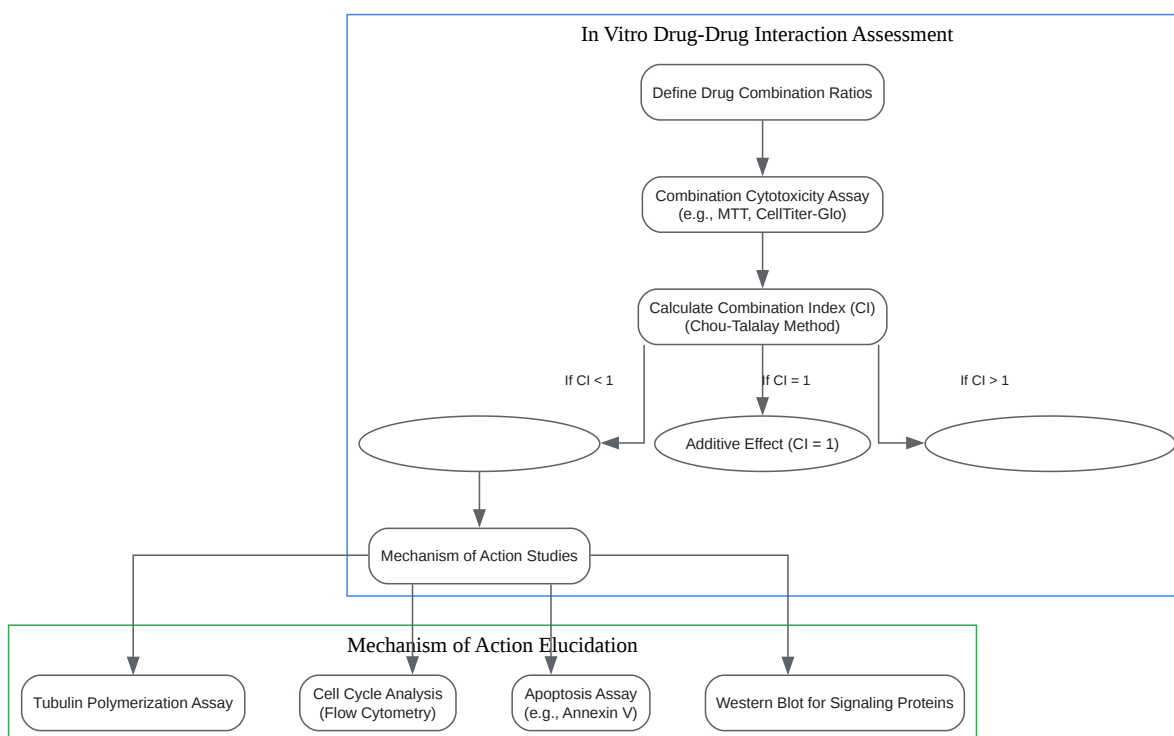 In Vitro Drug-Drug Interaction Assessment
Define Drug Combination Ratios
Combination Cytotoxicity Assay
(e.g., MTT, CellTiter-Glo)
Calculate Combination Index (CI)
(Chou-Talalay Method)
If CI < 1
If CI = 1
If CI > 1
Additive Effect (CI = 1)
Mechanism of Action Studies
Mechanism of Action Elucidation
Tubulin Polymerization Assay
Cell Cycle Analysis
(Flow Cytometry)
Apoptosis Assay
(e.g., Annexin V)
Western Blot for Signaling Proteins